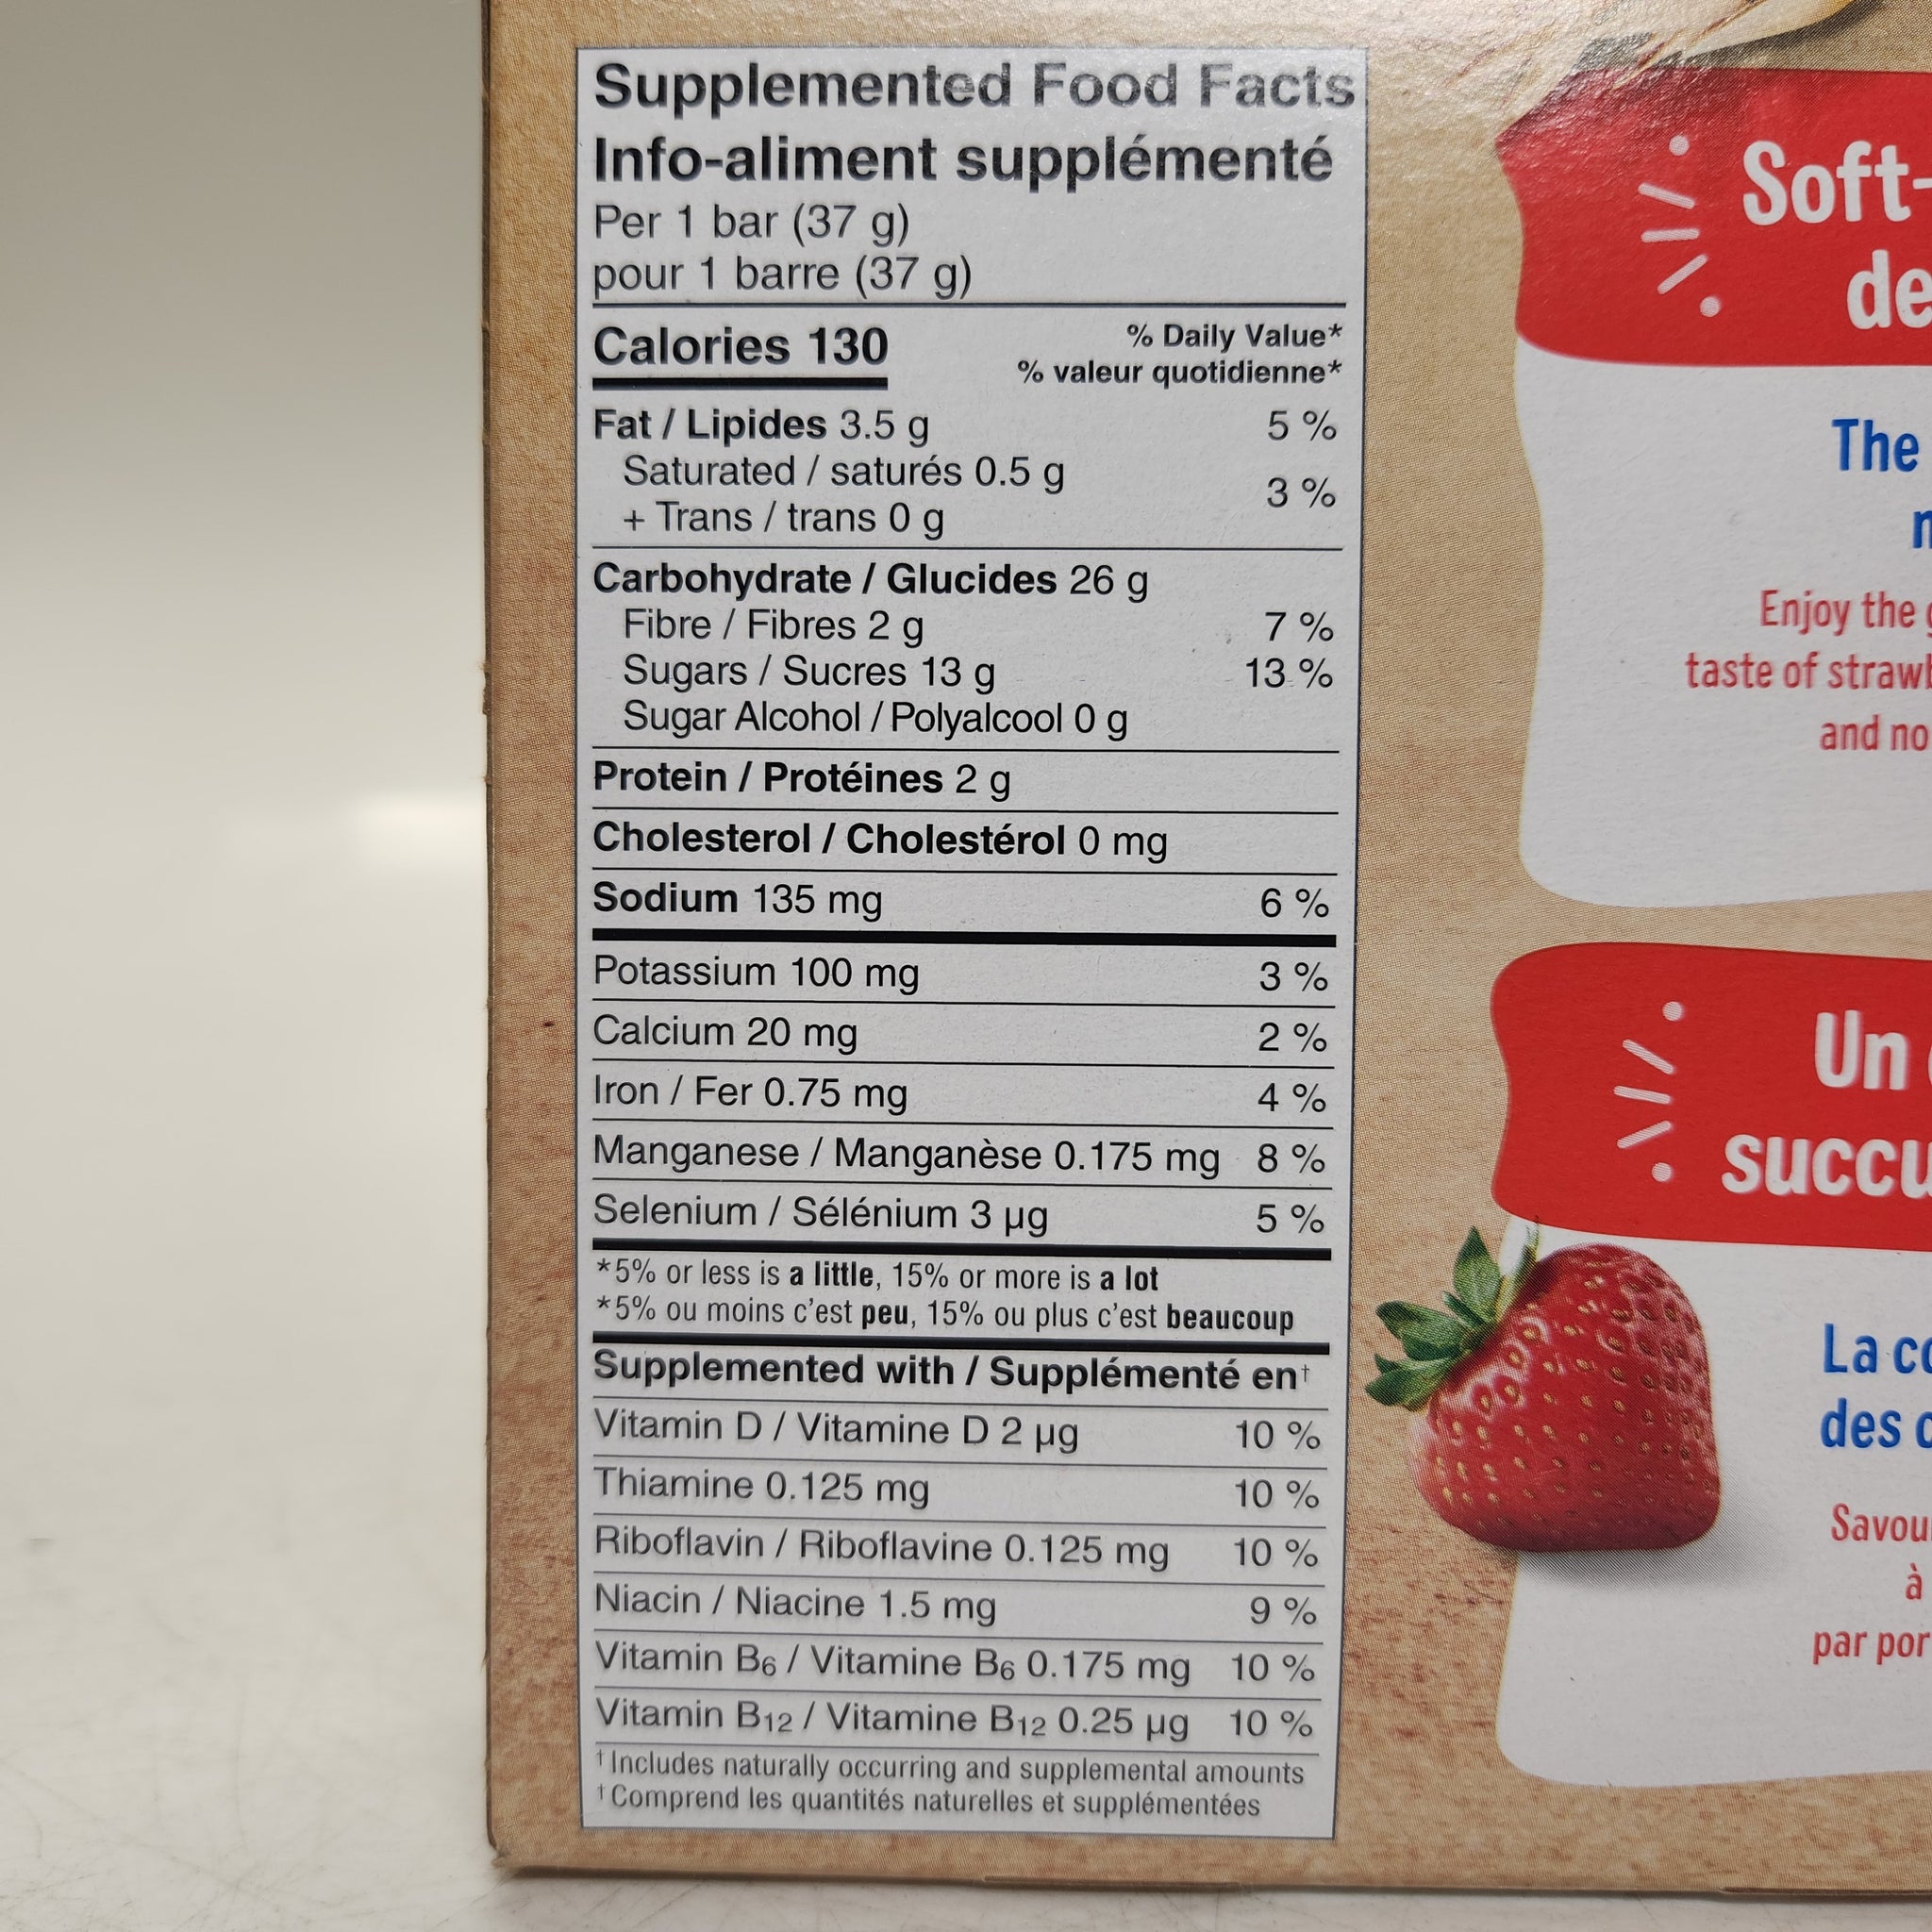 Supplemented Food Facts
Info-aliment supplémenté
Per 1 bar (37 g)
pour 1 barre (37 g)
Calories 130
% Daily Value*
% valeur quotidienne*
Fat / Lipides 3.5 g 5 %
Saturated / saturés 0.5 g
+ Trans / trans 0 g 3 %
Carbohydrate / Glucides 26 g
Fibre / Fibres 2 g 7 %
Sugars / Sucres 13 g 13 %
Sugar Alcohol / Polyalcool 0 g
Protein / Protéines 2 g
Cholesterol / Cholestérol 0 mg
Sodium 135 mg 6 %
Potassium 100 mg 3 %
Calcium 20 mg 2 %
Iron / Fer 0.75 mg 4 %
Manganese / Manganèse 0.175 mg 8 %
Selenium / Sélénium 3 µg 5 %
*5% or less is a little, 15% or more is a lot
*5% ou moins c'est peu, 15% ou plus c'est beaucoup
Supplemented with / Supplémenté en†
Vitamin D / Vitamine D 2 µg 10 %
Thiamine 0.125 mg 10 %
Riboflavin / Riboflavine 0.125 mg 10 %
Niacin / Niacine 1.5 mg 9 %
Vitamin B6 / Vitamine B6 0.175 mg 10 %
Vitamin B12 / Vitamine B12 0.25 µg 10 %
† Includes naturally occurring and supplemental amounts
† Comprend les quantités naturelles et supplémentées
Soft-
de
The
Enjoy the
taste of
and no
Un
succu
La
des
Savou
à
par por